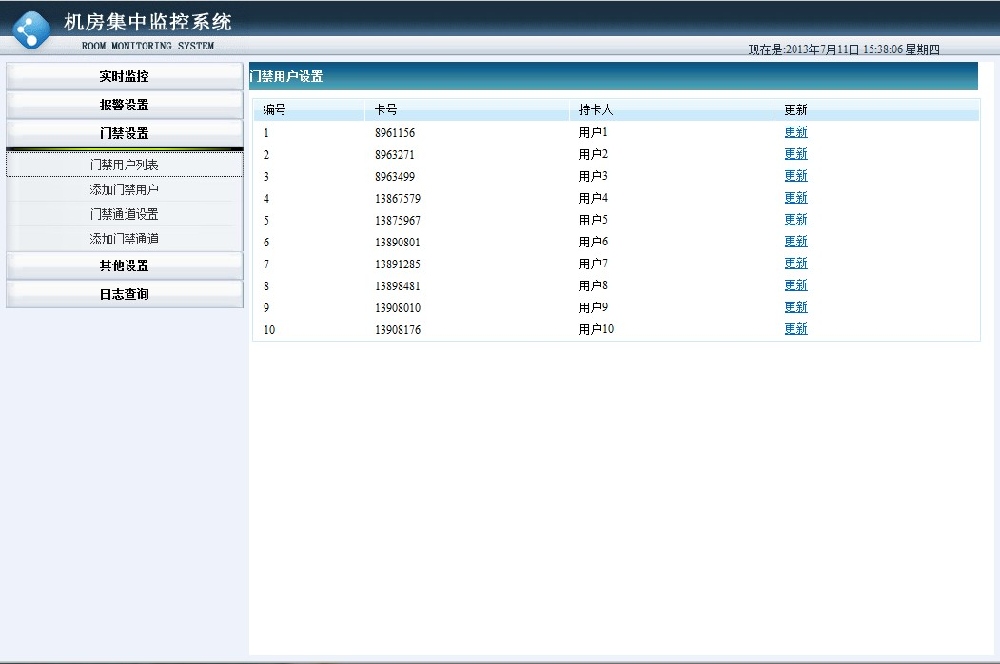 机房集中监控系统
ROOM MONITORING SYSTEM
现在是:2013年7月11日 15:38:06 星期四
实时监控
报警设置
门禁设置
门禁用户列表
添加门禁用户
门禁通道设置
添加门禁通道
其他设置
日志查询
门禁用户设置
编号 卡号 持卡人 更新
1 8961156 用户1 更新
2 8963271 用户2 更新
3 8963499 用户3 更新
4 13867579 用户4 更新
5 13875967 用户5 更新
6 13890801 用户6 更新
7 13891285 用户7 更新
8 13898481 用户8 更新
9 13908010 用户9 更新
10 13908176 用户10 更新